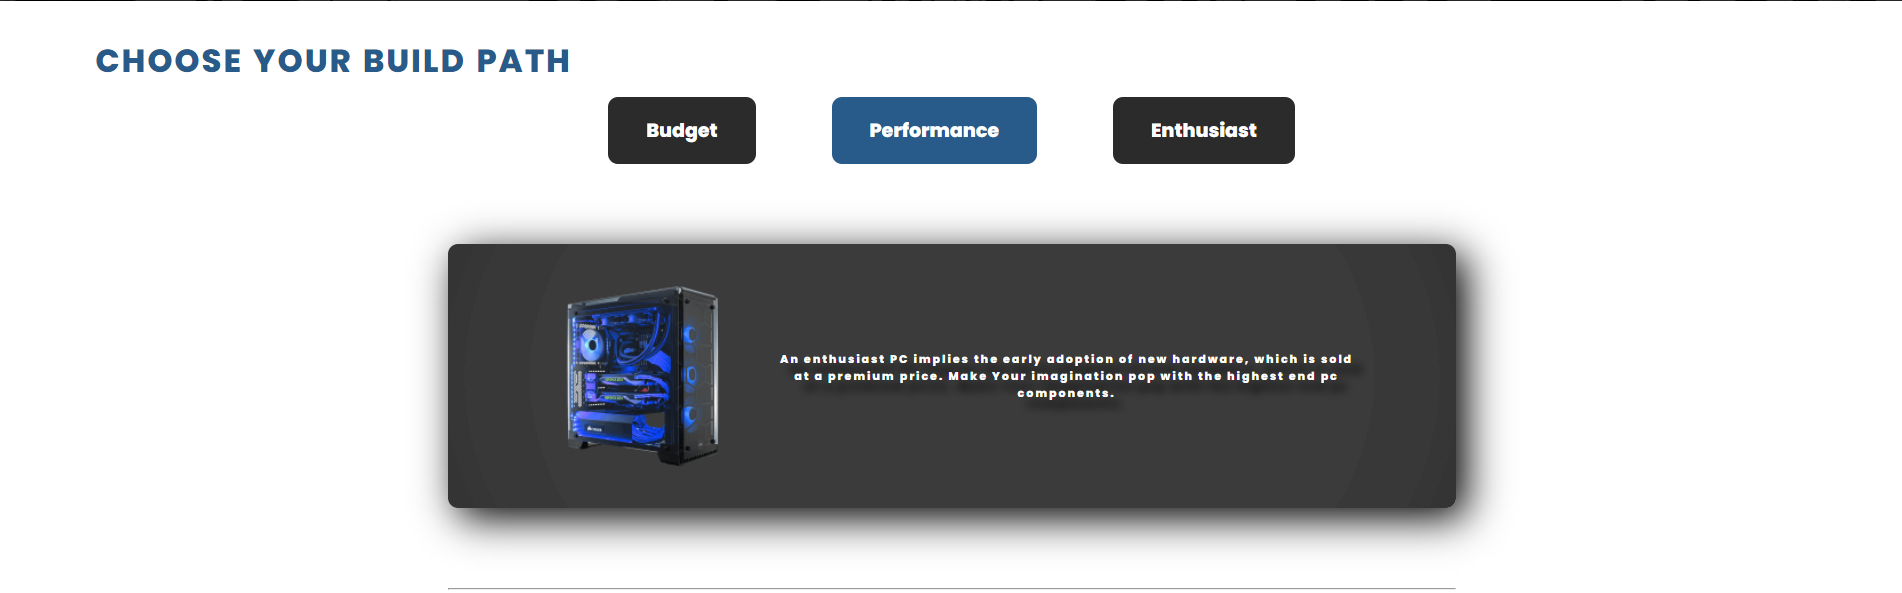 CHOOSE YOUR BUILD PATH
Budget
Performance
Enthusiast
An enthusiast PC implies the early adoption of new hardware, which is sold
at a premium price. Make Your imagination pop with the highest end pc
components.